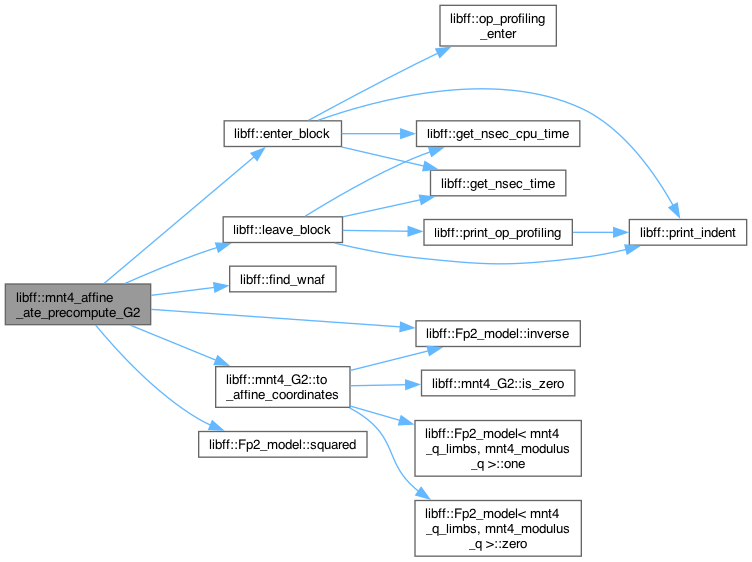 libff::op_profiling
_enter
libff::enter_block
libff::get_nsec_cpu_time
libff::get_nsec_time
libff::leave_block
libff::print_op_profiling
libff::print_indent
libff::find_wnaf
libff::mnt4_affine
_ate_precompute_G2
libff::Fp2_model::inverse
libff::mnt4_G2::to
_affine_coordinates
libff::mnt4_G2::is_zero
libff::Fp2_model::squared
libff::Fp2_model< mnt4
_q_limbs, mnt4_modulus
_q >::one
libff::Fp2_model< mnt4
_q_limbs, mnt4_modulus
_q >::zero